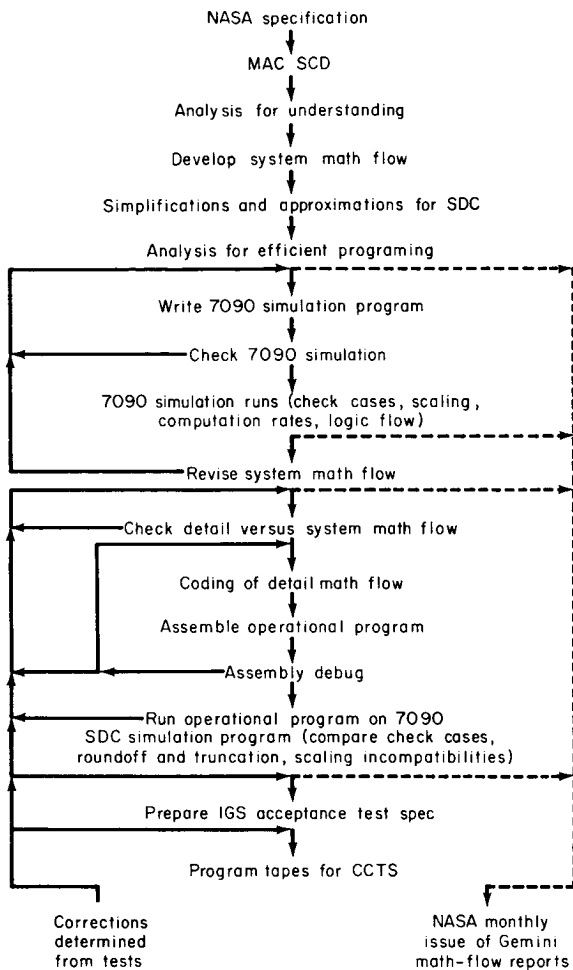 NASA specification
MAC SCD
Analysis for understanding
Develop system math flow
Simplifications and approximations for SDC
Analysis for efficient programing
Write 7090 simulation program
Check 7090 simulation
7090 simulation runs (check cases, scaling,
computation rates, logic flow)
Revise system math flow
Check detail versus system math flow
Coding of detail math flow
Assemble operational program
Assembly debug
Run operational program on 7090
SDC simulation program (compare check cases,
roundoff and truncation, scaling incompatibilities)
Prepare IGS acceptance test spec
Program tapes for CCTS
Corrections
determined
from tests
NASA monthly
issue of Gemini
math-flow reports